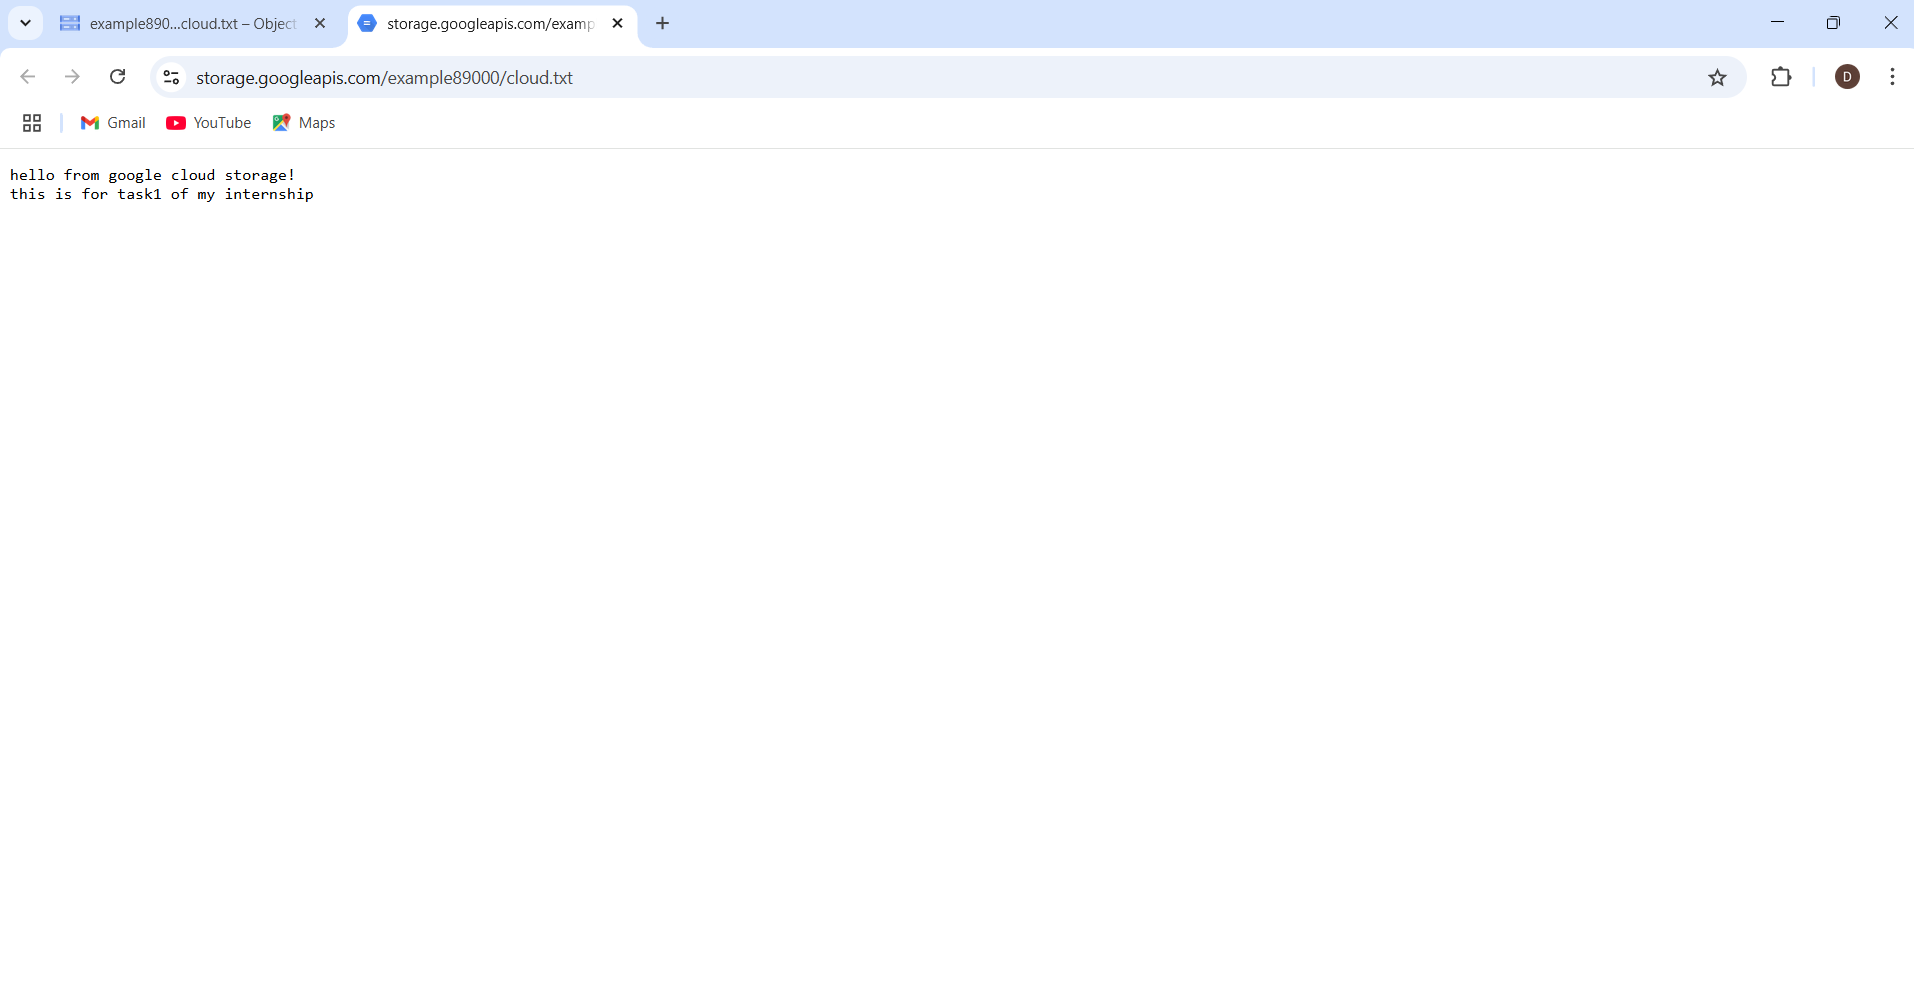 example890...cloud.txt – Object
storage.googleapis.com/examp
storage.googleapis.com/example89000/cloud.txt
D
Gmail
YouTube
Maps
hello from google cloud storage!
this is for task1 of my internship